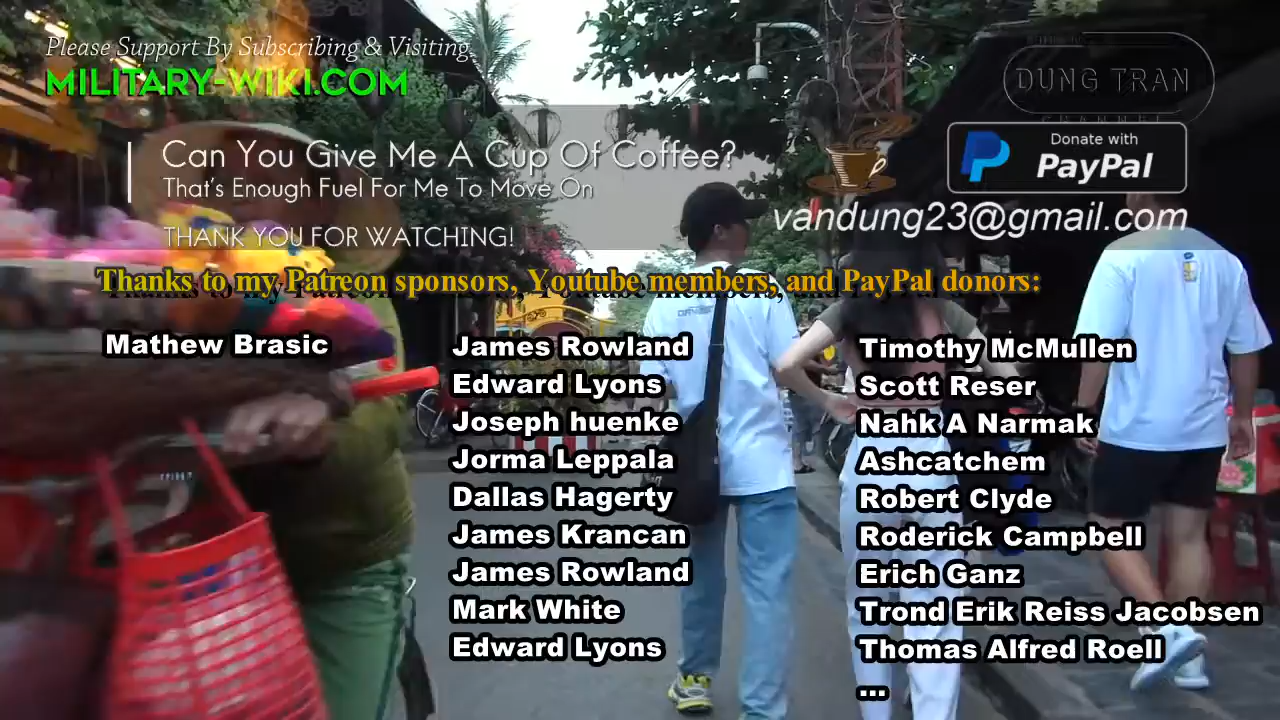 Please Support By Subscribing & Visiting.
MILITARY-WIKI.COM
DUNG TRAN
CHANNEL
Can You Give Me A Cup Of Coffee?
That's Enough Fuel For Me To Move On
THANK YOU FOR WATCHING!
Donate with
PayPal
vandung23@gmail.com
Thanks to my Patreon sponsors, Youtube members, and PayPal donors:
Mathew Brasic
James Rowland
Edward Lyons
Joseph huenke
Jorma Leppala
Dallas Hagerty
James Krancan
James Rowland
Mark White
Edward Lyons
Timothy McMullen
Scott Reser
Nahk A Narmak
Ashcatchem
Robert Clyde
Roderick Campbell
Erich Ganz
Trond Erik Reiss Jacobsen
Thomas Alfred Roell
...